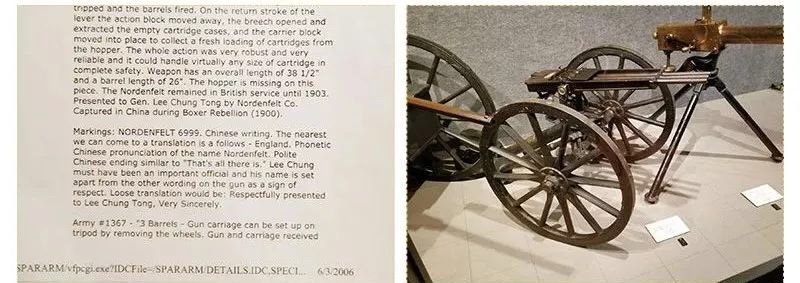 tripped and the barrels fired. On the return stroke of the
lever the action block moved away, the breech opened and
extracted the empty cartridge cases, and the carrier block
moved into place to collect a fresh loading of cartridges from
the hopper. The whole action was very robust and very
reliable and it could handle virtually any size of cartridge in
complete safety. Weapon has an overall length of 38 1/2"
and a barrel length of 26". The hopper is missing on this
piece. The Nordenfelt remained in British service until 1903.
Presented to Gen. Lee Chung Tong by Nordenfelt Co.
Captured in China during Boxer Rebellion (1900).
Markings: NORDENFELT 6999. Chinese writing. The nearest
we can come to a translation is a follows - England. Phonetic
Chinese pronunciation of the name Nordenfelt. Polite
Chinese ending similar to "That's all there is." Lee Chung
must have been an important official and his name is set
apart from the other wording on the gun as a sign of
respect. Loose translation would be: Respectfully presented
to Lee Chung Tong, Very Sincerely.
Army #1367 - "3 Barrels - Gun carriage can be set up on
tripod by removing the wheels. Gun and carriage received
SPARARM/vfpcgi.exe?IDCFile=/SPARARM/DETAILS.IDC,SPECI... 6/3/2006